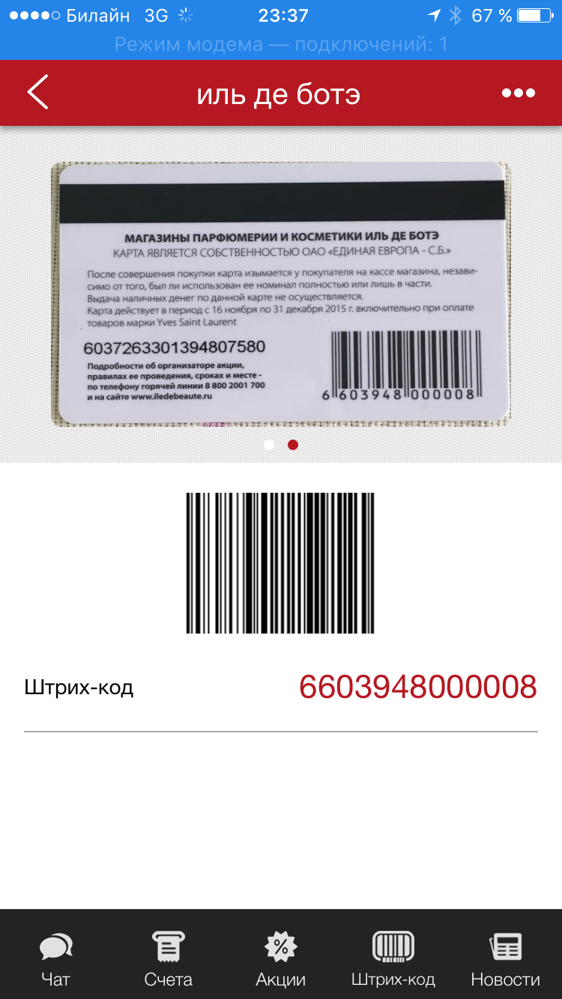 Билайн 3G 23:37 67 %
Режим модема — подключений: 1
иль де ботэ
МАГАЗИНЫ ПАРФЮМЕРИИ И КОСМЕТИКИ ИЛЬ ДЕ БОТЭ
КАРТА ЯВЛЯЕТСЯ СОБСТВЕННОСТЬЮ ОАО «ЕДИНАЯ ЕВРОПА - С.Б.»
После совершения покупки карта изымается у покупателя на кассе магазина, незави-
симо от того, был ли использован ее номинал полностью или лишь в части.
Выдача наличных денег по данной карте не осуществляется.
Карта действует в период с 16 ноября по 31 декабря 2015 г. включительно при оплате
товаров марки Yves Saint Laurent
6037263301394807580
Подробности об организаторе акции,
правилах ее проведения, сроках и месте -
по телефону горячей линии 8 800 2001 700
и на сайте www.iledebeaute.ru
6 603948 000008
Штрих-код 6603948000008
Чат Счета Акции Штрих-код Новости